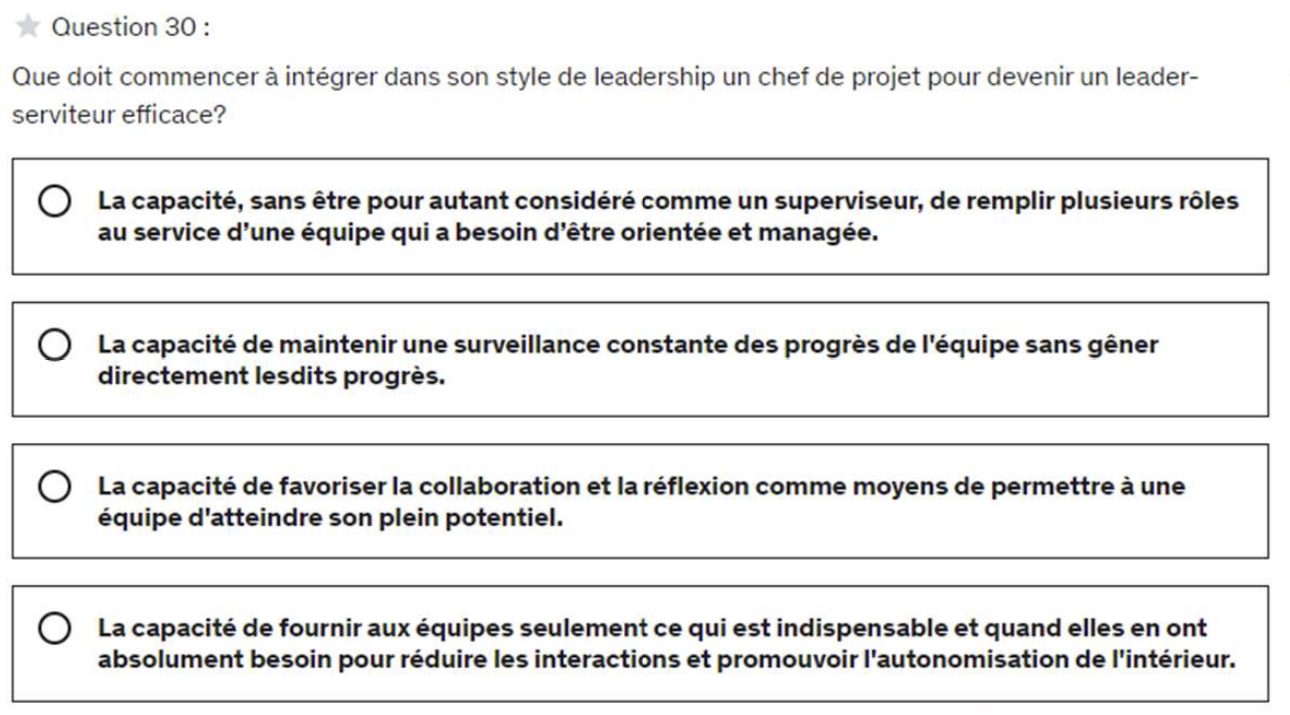 Question 30 :
Que doit commencer à intégrer dans son style de leadership un chef de projet pour devenir un leader-
serviteur efficace?
La capacité, sans être pour autant considéré comme un superviseur, de remplir plusieurs rôles
au service d'une équipe qui a besoin d'être orientée et managée.
La capacité de maintenir une surveillance constante des progrès de l'équipe sans gêner
directement lesdits progrès.
La capacité de favoriser la collaboration et la réflexion comme moyens de permettre à une
équipe d'atteindre son plein potentiel.
La capacité de fournir aux équipes seulement ce qui est indispensable et quand elles en ont
absolument besoin pour réduire les interactions et promouvoir l'autonomisation de l'intérieur.